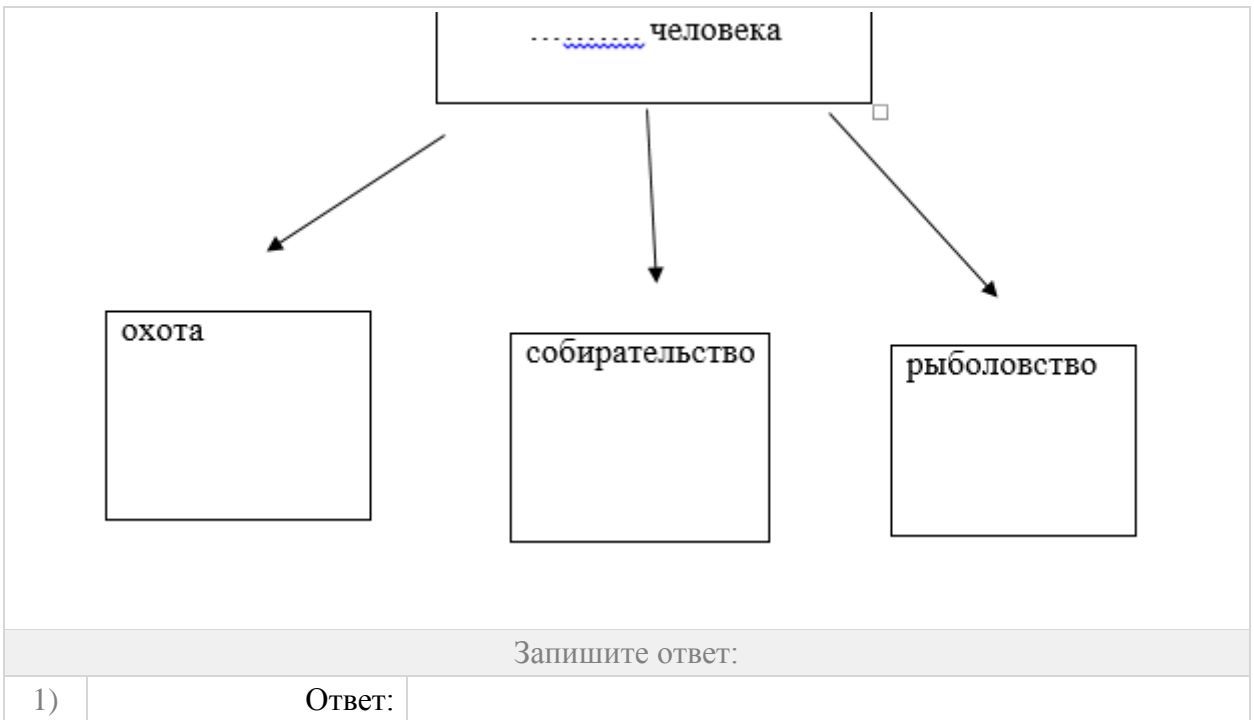 .......... человека
охота
собирательство
рыболовство
Запишите ответ:
1) Ответ: